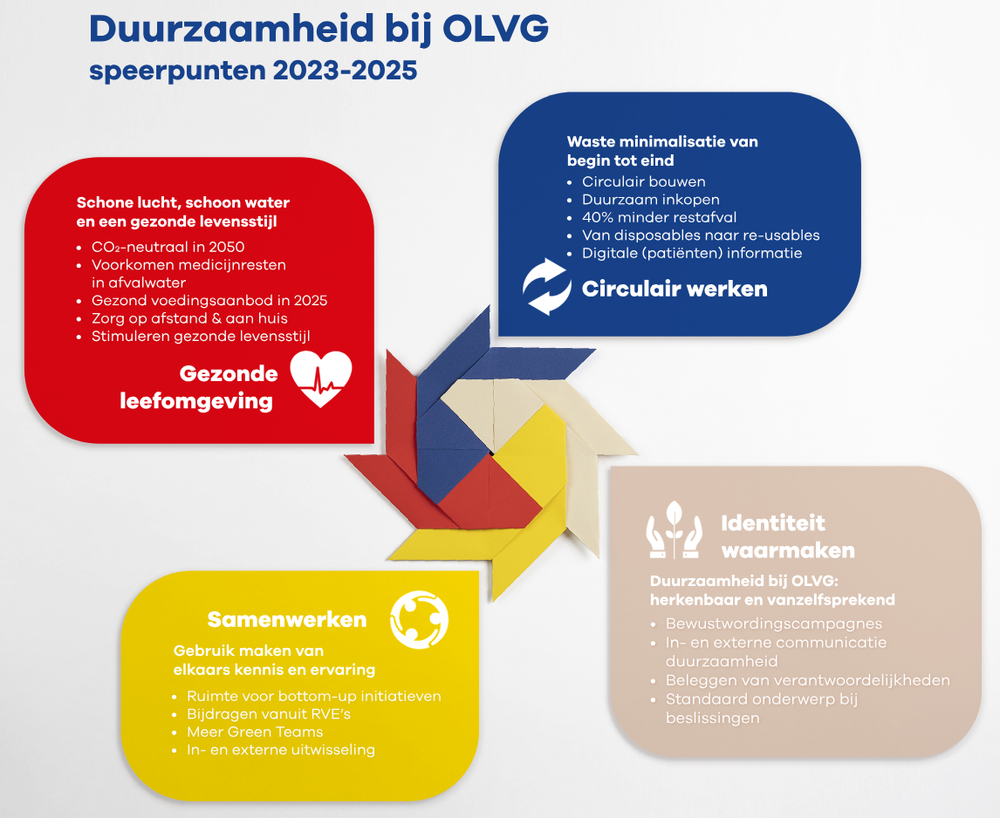 Duurzaamheid bij OLVG
speerpunten 2023-2025
Schone lucht, schoon water
en een gezonde levensstijl
• CO₂-neutraal in 2050
• Voorkomen medicijnresten
in afvalwater
• Gezond voedingsaanbod in 2025
• Zorg op afstand & aan huis
• Stimuleren gezonde levensstijl
Gezonde
leefomgeving
Waste minimalisatie van
begin tot eind
• Circulair bouwen
• Duurzaam inkopen
• 40% minder restafval
• Van disposables naar re-usables
• Digitale (patiënten) informatie
Circulair werken
Identiteit
waarmaken
Duurzaamheid bij OLVG:
herkenbaar en vanzelfsprekend
• Bewustwordingscampagnes
• In- en externe communicatie
duurzaamheid
• Beleggen van verantwoordelijkheden
• Standaard onderwerp bij
beslissingen
Samenwerken
Gebruik maken van
elkaars kennis en ervaring
• Ruimte voor bottom-up initiatieven
• Bijdragen vanuit RVE's
• Meer Green Teams
• In- en externe uitwisseling